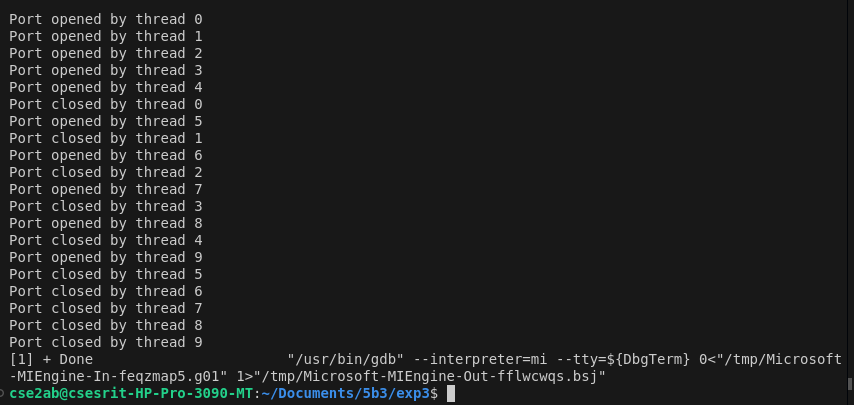 Port opened by thread 0
Port opened by thread 1
Port opened by thread 2
Port opened by thread 3
Port opened by thread 4
Port closed by thread 0
Port opened by thread 5
Port closed by thread 1
Port opened by thread 6
Port closed by thread 2
Port opened by thread 7
Port closed by thread 3
Port opened by thread 8
Port closed by thread 4
Port opened by thread 9
Port closed by thread 5
Port closed by thread 6
Port closed by thread 7
Port closed by thread 8
Port closed by thread 9
[1] + Done                       "/usr/bin/gdb" --interpreter=mi --tty=${DbgTerm} 0<"/tmp/Microsoft
-MIEngine-In-feqzmap5.g01" 1>"/tmp/Microsoft-MIEngine-Out-fflwcwqs.bsj"
cse2ab@csesrit-HP-Pro-3090-MT:~/Documents/5b3/exp3$